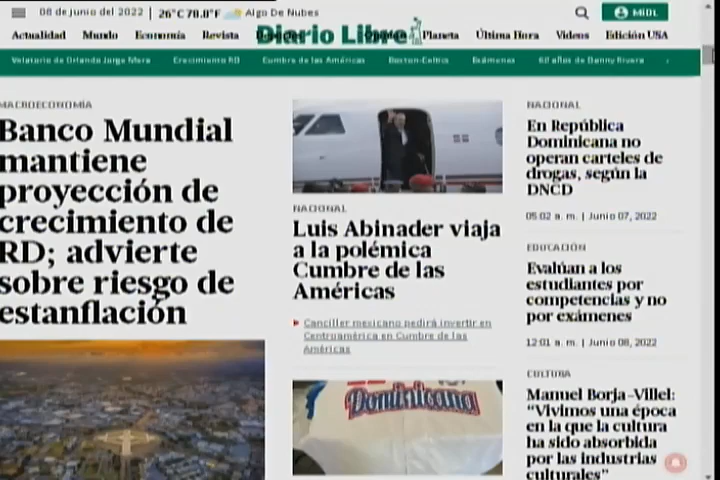 08 de junio del 2022 | 26°C 78.8°F Algo De Nubes
MiDL
Diario Libre
Actualidad Mundo Economía Revista Planeta Última Hora Videos Edición USA
Velatorio de Orlando Jorge Mera Crecimiento RD Cumbre de las Américas Boston-Celtics Exámenes 60 años de Danny Rivera
MACROECONOMÍA
Banco Mundial
mantiene
proyección de
crecimiento de
RD; advierte
sobre riesgo de
estanflación
NACIONAL
Luis Abinader viaja
a la polémica
Cumbre de las
Américas
Canciller mexicano pedirá invertir en
Centroamérica en Cumbre de las
Américas
Dominicana
NACIONAL
En República
Dominicana no
operan carteles de
drogas, según la
DNCD
05:02 a. m. | Junio 07, 2022
EDUCACIÓN
Evalúan a los
estudiantes por
competencias y no
por exámenes
12:01 a. m. | Junio 08, 2022
CULTURA
Manuel Borja-Villel:
“Vivimos una época
en la que la cultura
ha sido absorbida
por las industrias
culturales”